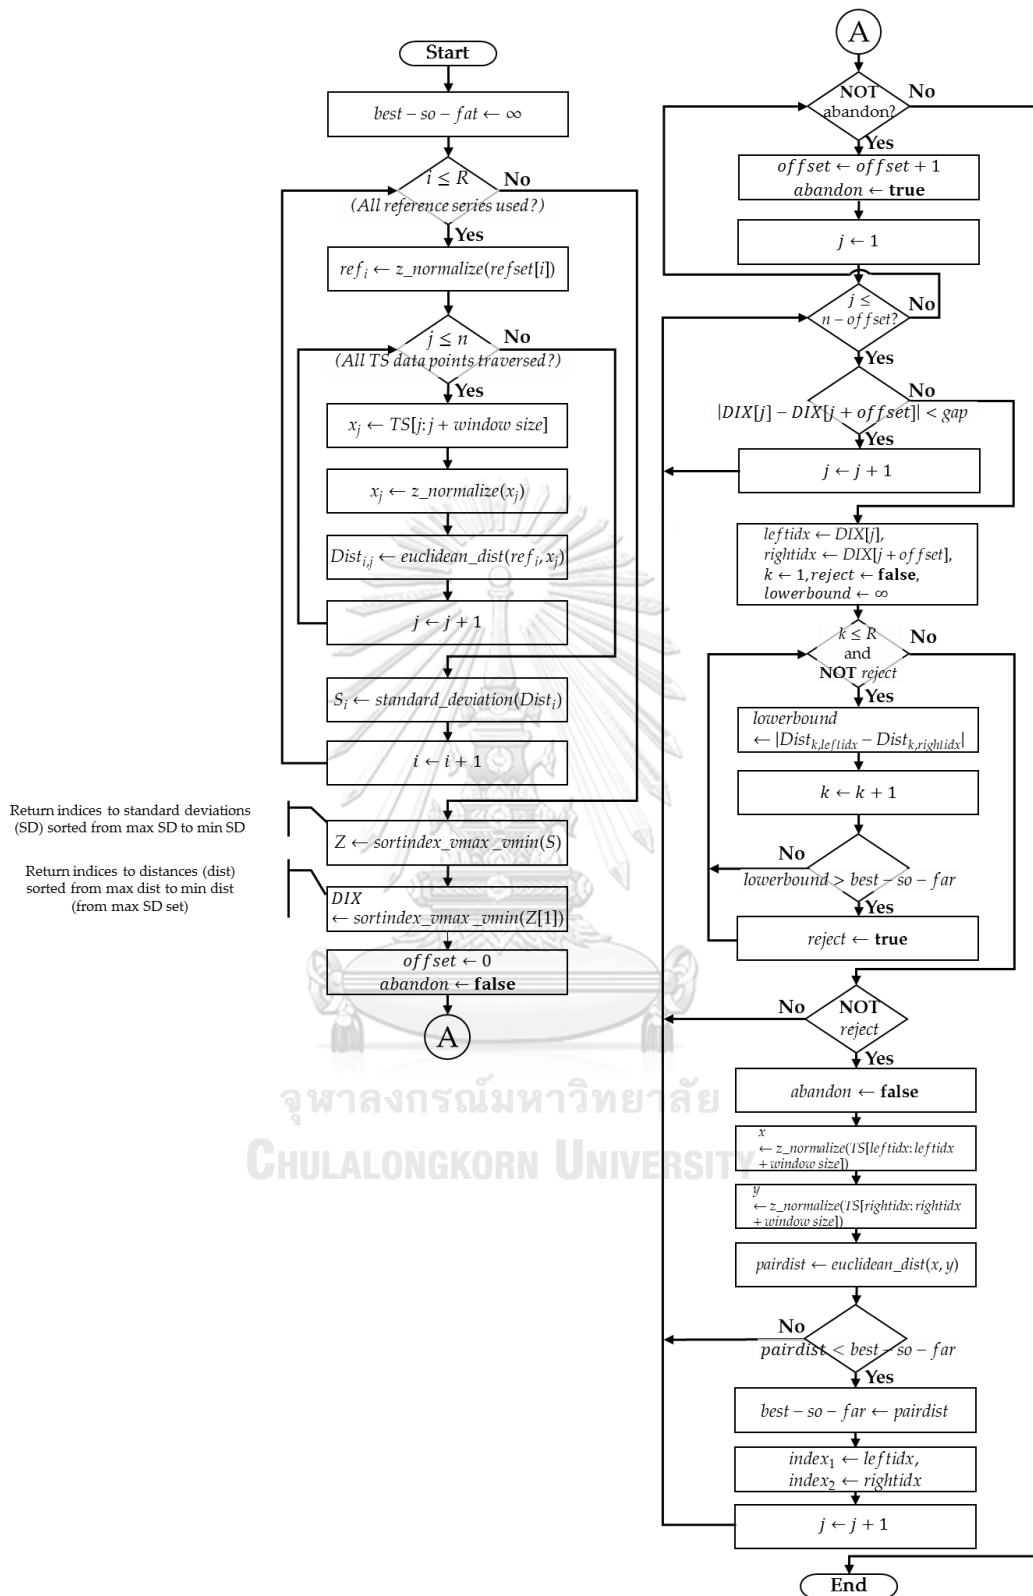 Start
best − so − fat ← ∞
i ≤ R
No
(All reference series used?)
Yes
ref_i ← z_normalize(refset[i])
j ≤ n
No
(All TS data points traversed?)
Yes
x_j ← TS[j: j + window size]
x_j ← z_normalize(x_j)
Dist_{i,j} ← euclidean_dist(ref_i, x_j)
j ← j + 1
S_i ← standard_deviation(Dist_i)
i ← i + 1
Return indices to standard deviations
(SD) sorted from max SD to min SD
Z ← sortindex_vmax_vmin(S)
Return indices to distances (dist)
sorted from max dist to min dist
(from max SD set)
DIX
← sortindex_vmax_vmin(Z[1])
offset ← 0
abandon ← false
A
A
NOT
abandon?
No
Yes
offset ← offset + 1
abandon ← true
j ← 1
j ≤
n − offset?
No
Yes
|DIX[j] − DIX[j + offset]| < gap
No
Yes
j ← j + 1
leftidx ← DIX[j],
rightidx ← DIX[j + offset],
k ← 1, reject ← false,
lowerbound ← ∞
k ≤ R
and
NOT reject
No
Yes
lowerbound
← |Dist_{k,leftidx} − Dist_{k,rightidx}|
k ← k + 1
No
lowerbound > best − so − far
Yes
reject ← true
NOT
reject
No
Yes
abandon ← false
x
← z_normalize(TS[leftidx: leftidx
+ window size])
y
← z_normalize(TS[rightidx: rightidx
+ window size])
pairdist ← euclidean_dist(x, y)
No
pairdist < best − so − far
Yes
best − so − far ← pairdist
index_1 ← leftidx,
index_2 ← rightidx
j ← j + 1
End
จุฬาลงกรณ์มหาวิทยาลัย
CHULALONGKORN UNIVERSITY